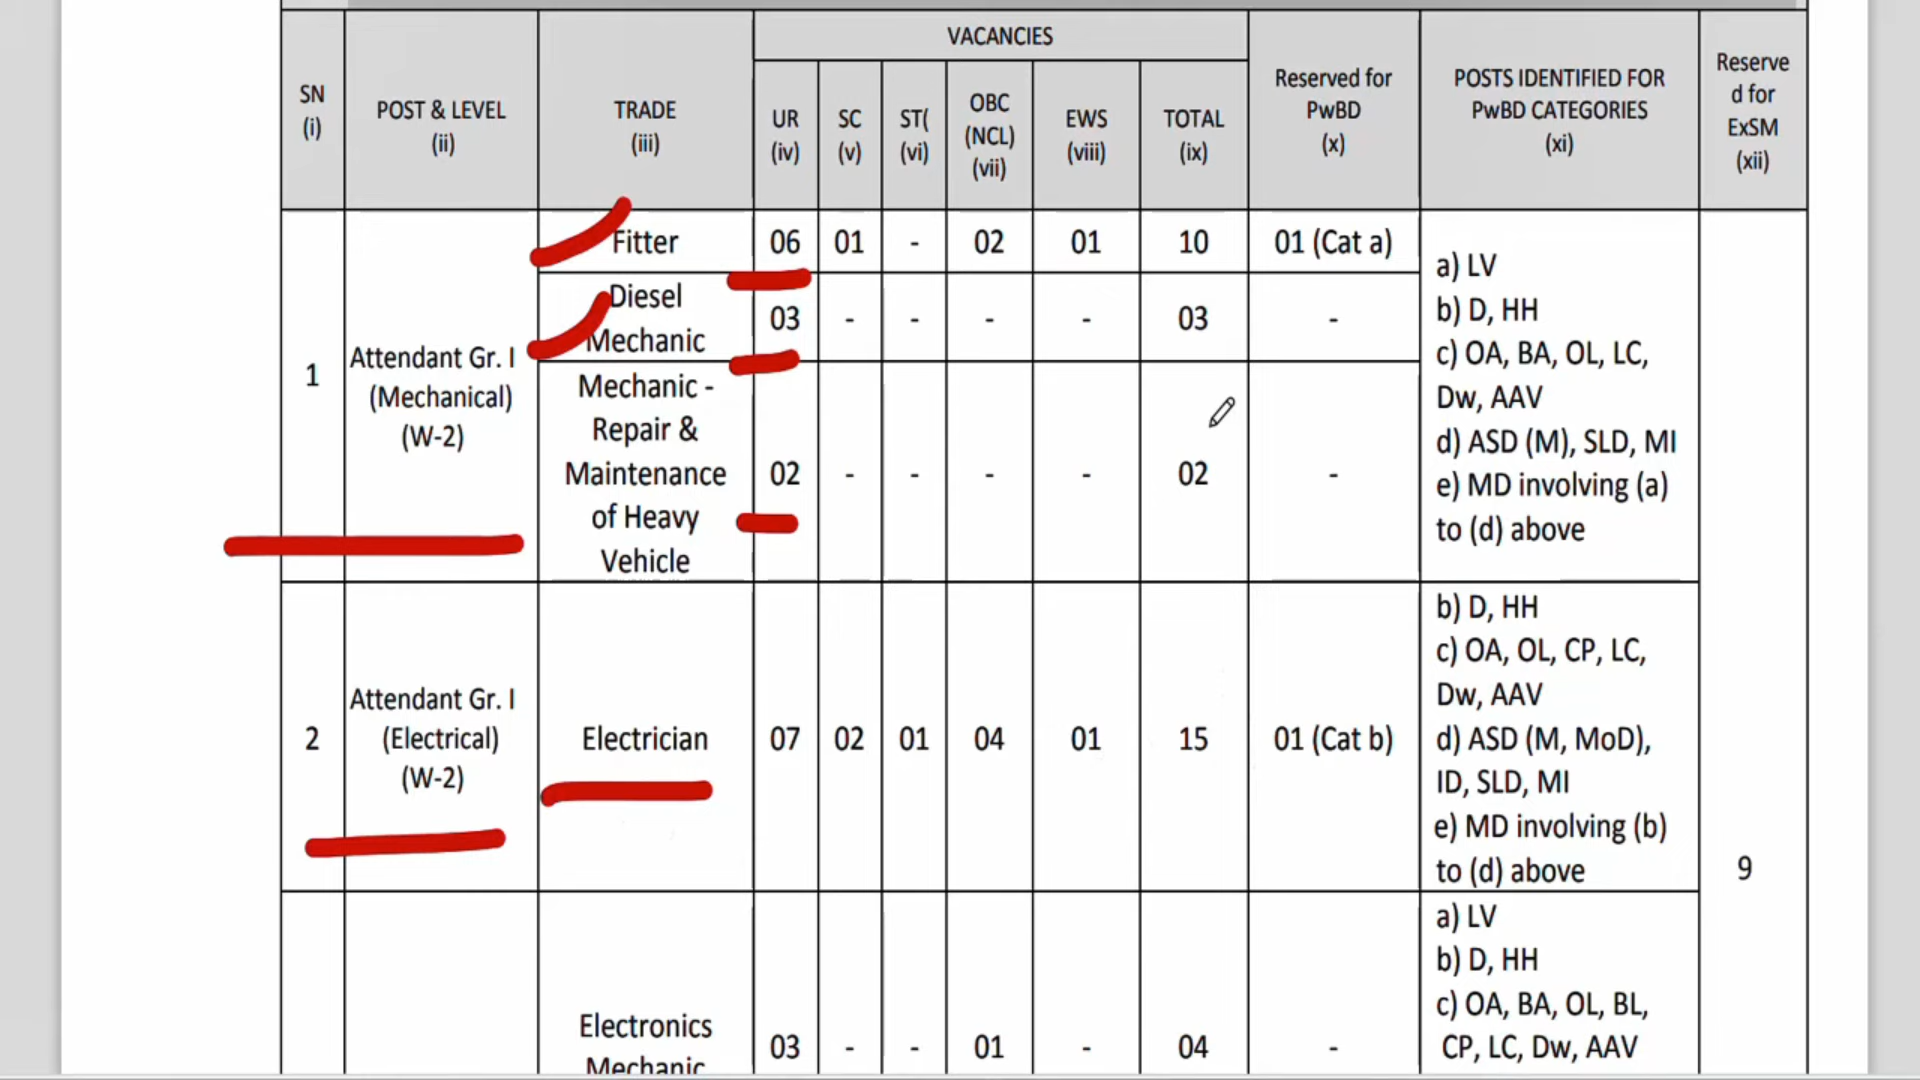 VACANCIES
SN
(i)
POST & LEVEL
(ii)
TRADE
(iii)
UR
(iv)
SC
(v)
ST(
(vi)
OBC
(NCL)
(vii)
EWS
(viii)
TOTAL
(ix)
Reserved for
PwBD
(x)
POSTS IDENTIFIED FOR
PwBD CATEGORIES
(xi)
Reserve
d for
ExSM
(xii)
1
Attendant Gr. I
(Mechanical)
(W-2)
Fitter 06 01 - 02 01 10 01 (Cat a)
Diesel
Mechanic
03 - - - - 03 -
Mechanic -
Repair &
Maintenance
of Heavy
Vehicle
02 - - - - 02 -
a) LV
b) D, HH
c) OA, BA, OL, LC,
Dw, AAV
d) ASD (M), SLD, MI
e) MD involving (a)
to (d) above
2
Attendant Gr. I
(Electrical)
(W-2)
Electrician 07 02 01 04 01 15 01 (Cat b)
b) D, HH
c) OA, OL, CP, LC,
Dw, AAV
d) ASD (M, MoD),
ID, SLD, MI
e) MD involving (b)
to (d) above
9
Electronics
Mechanic
03 - - 01 - 04 -
a) LV
b) D, HH
c) OA, BA, OL, BL,
CP, LC, Dw, AAV